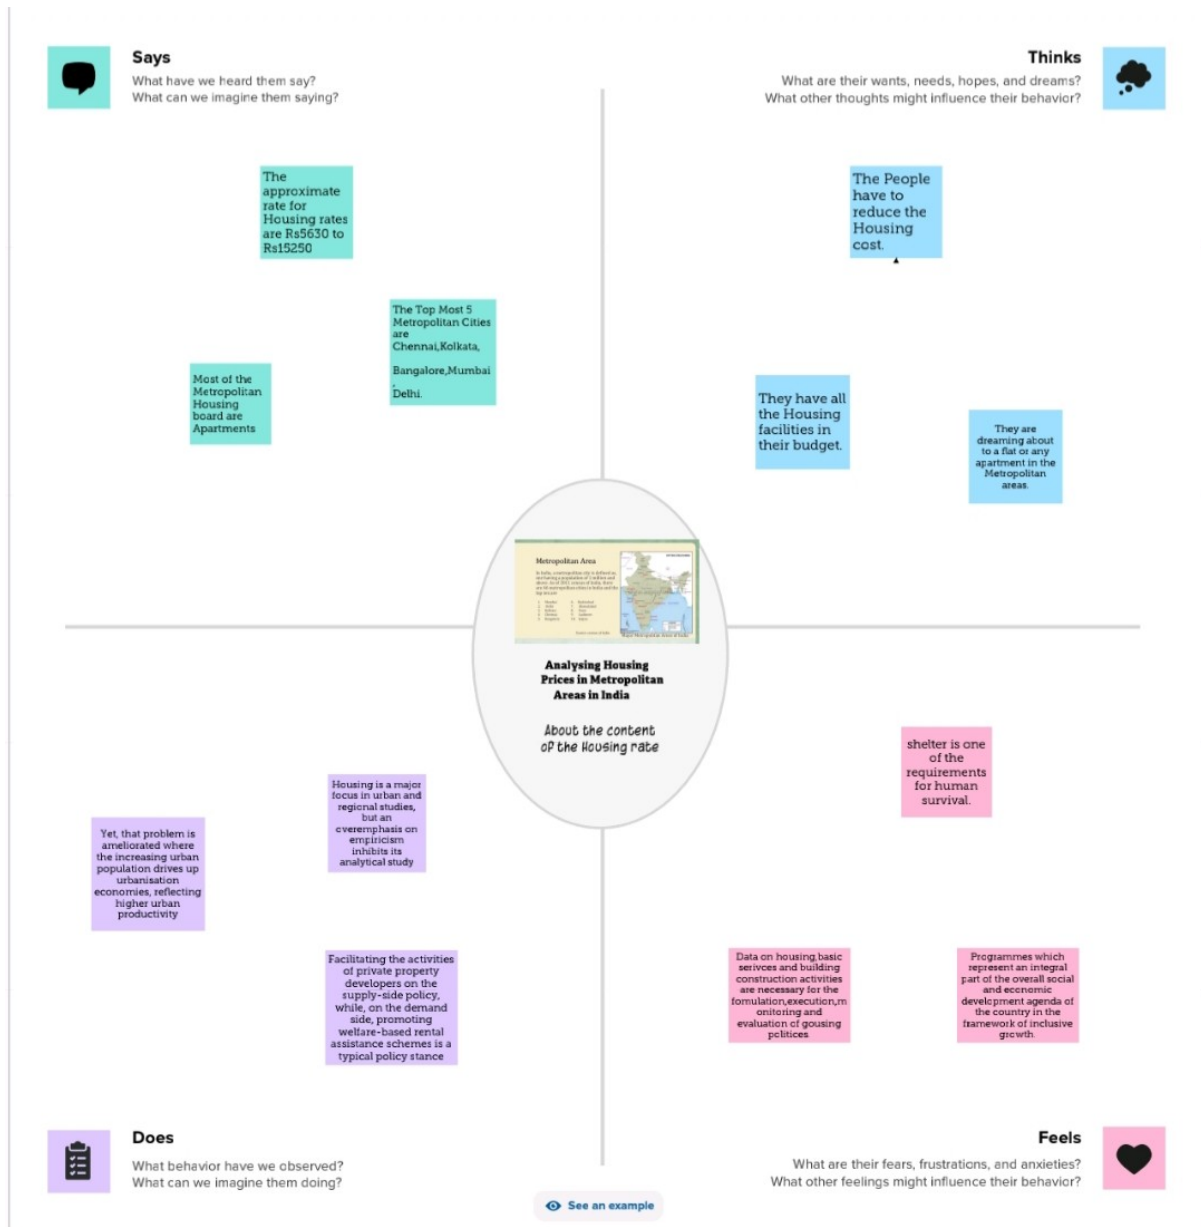 Says
What have we heard them say?
What can we imagine them saying?
Thinks
What are their wants, needs, hopes, and dreams?
What other thoughts might influence their behavior?
The
approximate
rate for
Housing rates
are Rs5630 to
Rs15250
The Top Most 5
Metropolitan Cities
are
Chennai,Kolkata,
Bangalore,Mumbai
,
Delhi.
Most of the
Metropolitan
Housing
board are
Apartments
The People
have to
reduce the
Housing
cost.
They have all
the Housing
facilities in
their budget.
They are
dreaming about
to a flat or any
apartment in the
Metropolitan
areas.
Metropolitan Area
Analysing Housing
Prices in Metropolitan
Areas in India
About the content
of the Housing rate
Housing is a major
focus in urban and
regional studies,
but an
overemphasis on
empiricism
inhibits its
analytical study
Yet, that problem is
ameliorated where
the increasing urban
population drives up
urbanisation
economies, reflecting
higher urban
productivity
Facilitating the activities
of private property
developers on the
supply-side policy,
while, on the demand
side, promoting
welfare-based rental
assistance schemes is a
typical policy stance
shelter is one
of the
requirements
for human
survival.
Data on housing,basic
serivces and building
construction activities
are necessary for the
fomulation,execution,m
onitoring and
evaluation of gousing
politices
Programmes which
represent an integral
part of the overall social
and economic
development agenda of
the country in the
framework of inclusive
growth.
Does
What behavior have we observed?
What can we imagine them doing?
Feels
What are their fears, frustrations, and anxieties?
What other feelings might influence their behavior?
See an example